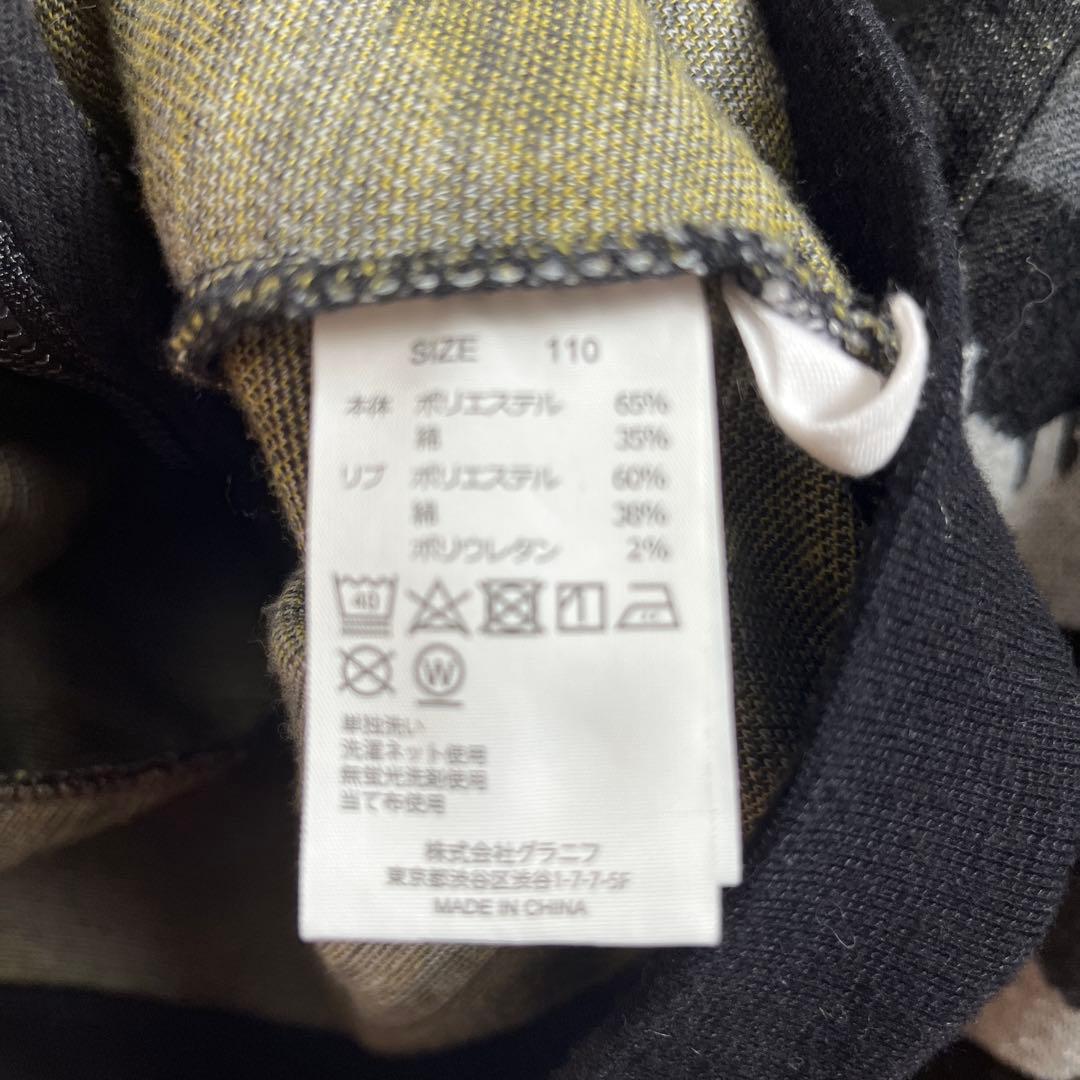 SIZE 110
本体 ポリエステル 65%
綿 35%
リブ ポリエステル 60%
綿 38%
ポリウレタン 2%
40
W
単独洗い
洗濯ネット使用
無蛍光洗剤使用
当て布使用
株式会社グラニフ
東京都渋谷区渋谷1-7-7-5F
MADE IN CHINA